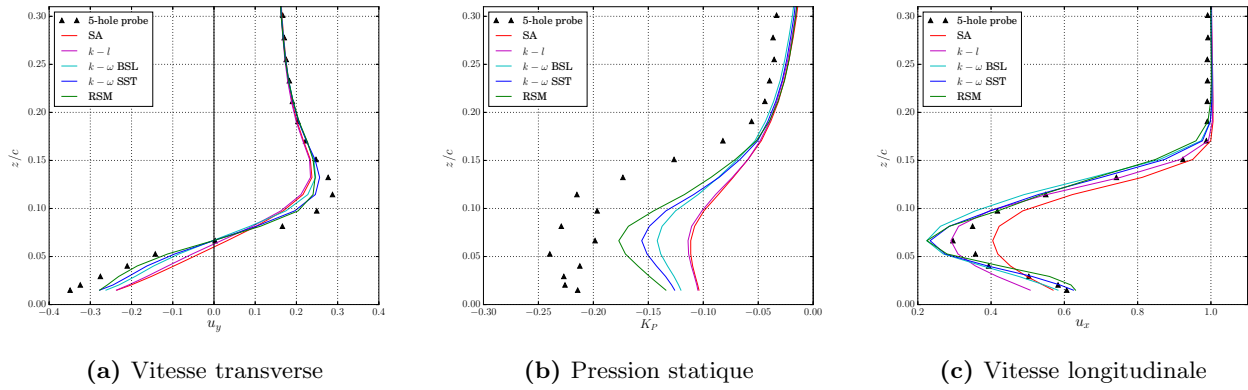 5-hole probe
SA
k − l
k − ω BSL
k − ω SST
RSM
z/c
0.30
0.25
0.20
0.15
0.10
0.05
0.00
−0.4 −0.3 −0.2 −0.1 0.0 0.1 0.2 0.3 0.4
u_y
(a) Vitesse transverse
5-hole probe
SA
k − l
k − ω BSL
k − ω SST
RSM
z/c
0.30
0.25
0.20
0.15
0.10
0.05
0.00
−0.30 −0.25 −0.20 −0.15 −0.10 −0.05 0.00
K_P
(b) Pression statique
5-hole probe
SA
k − l
k − ω BSL
k − ω SST
RSM
z/c
0.30
0.25
0.20
0.15
0.10
0.05
0.00
0.2 0.4 0.6 0.8 1.0
u_x
(c) Vitesse longitudinale